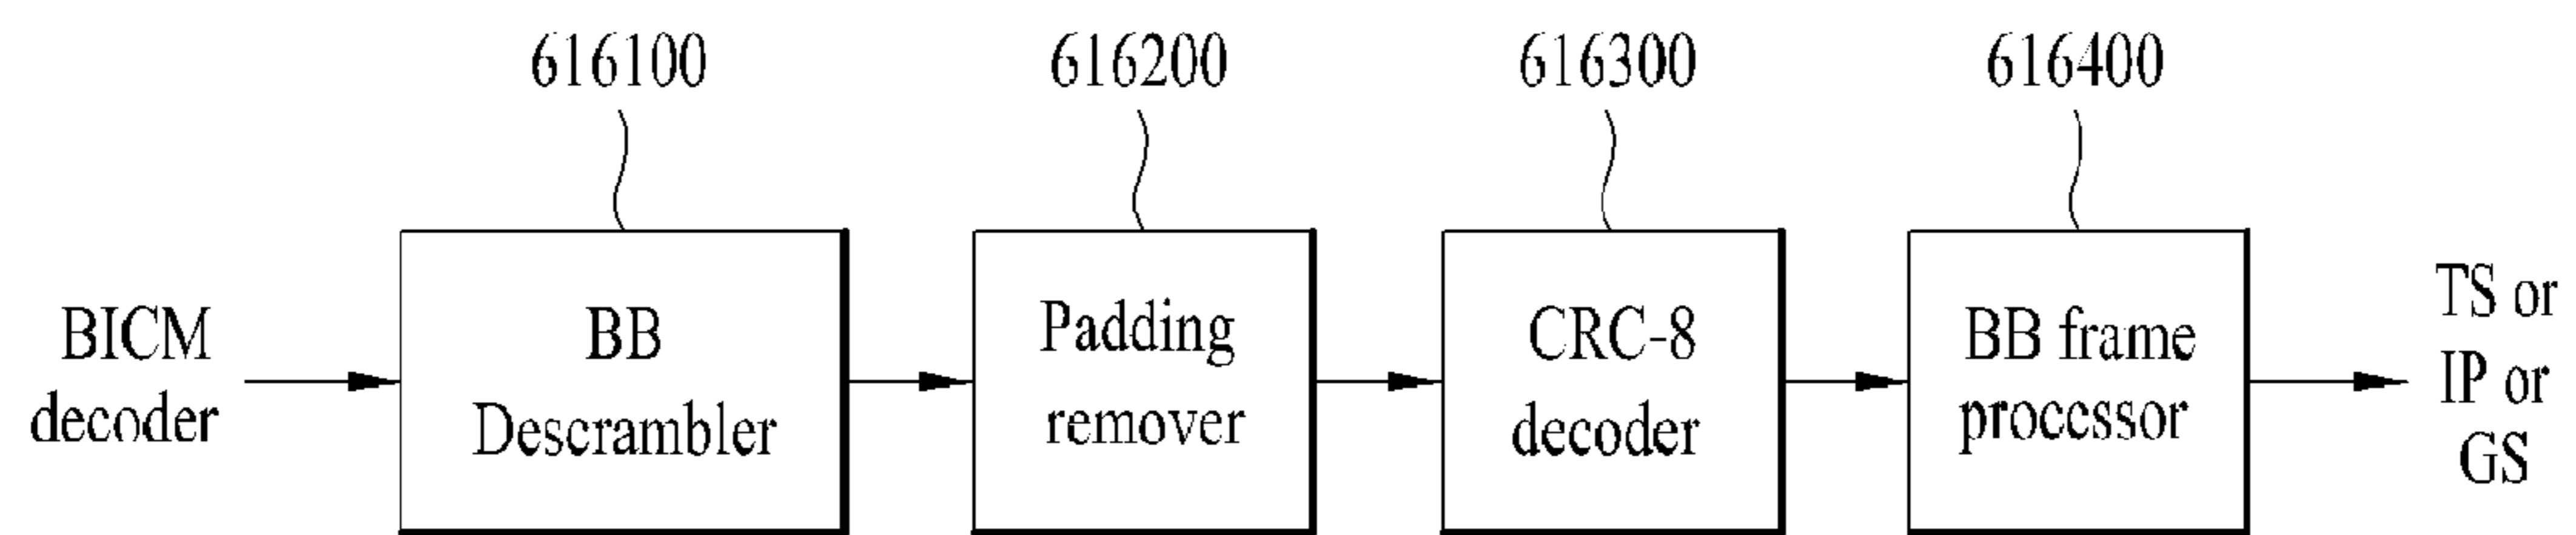 616100
616200
616300
616400
BICM
decoder
BB
Descrambler
Padding
remover
CRC-8
decoder
BB frame
processor
TS or
IP or
GS